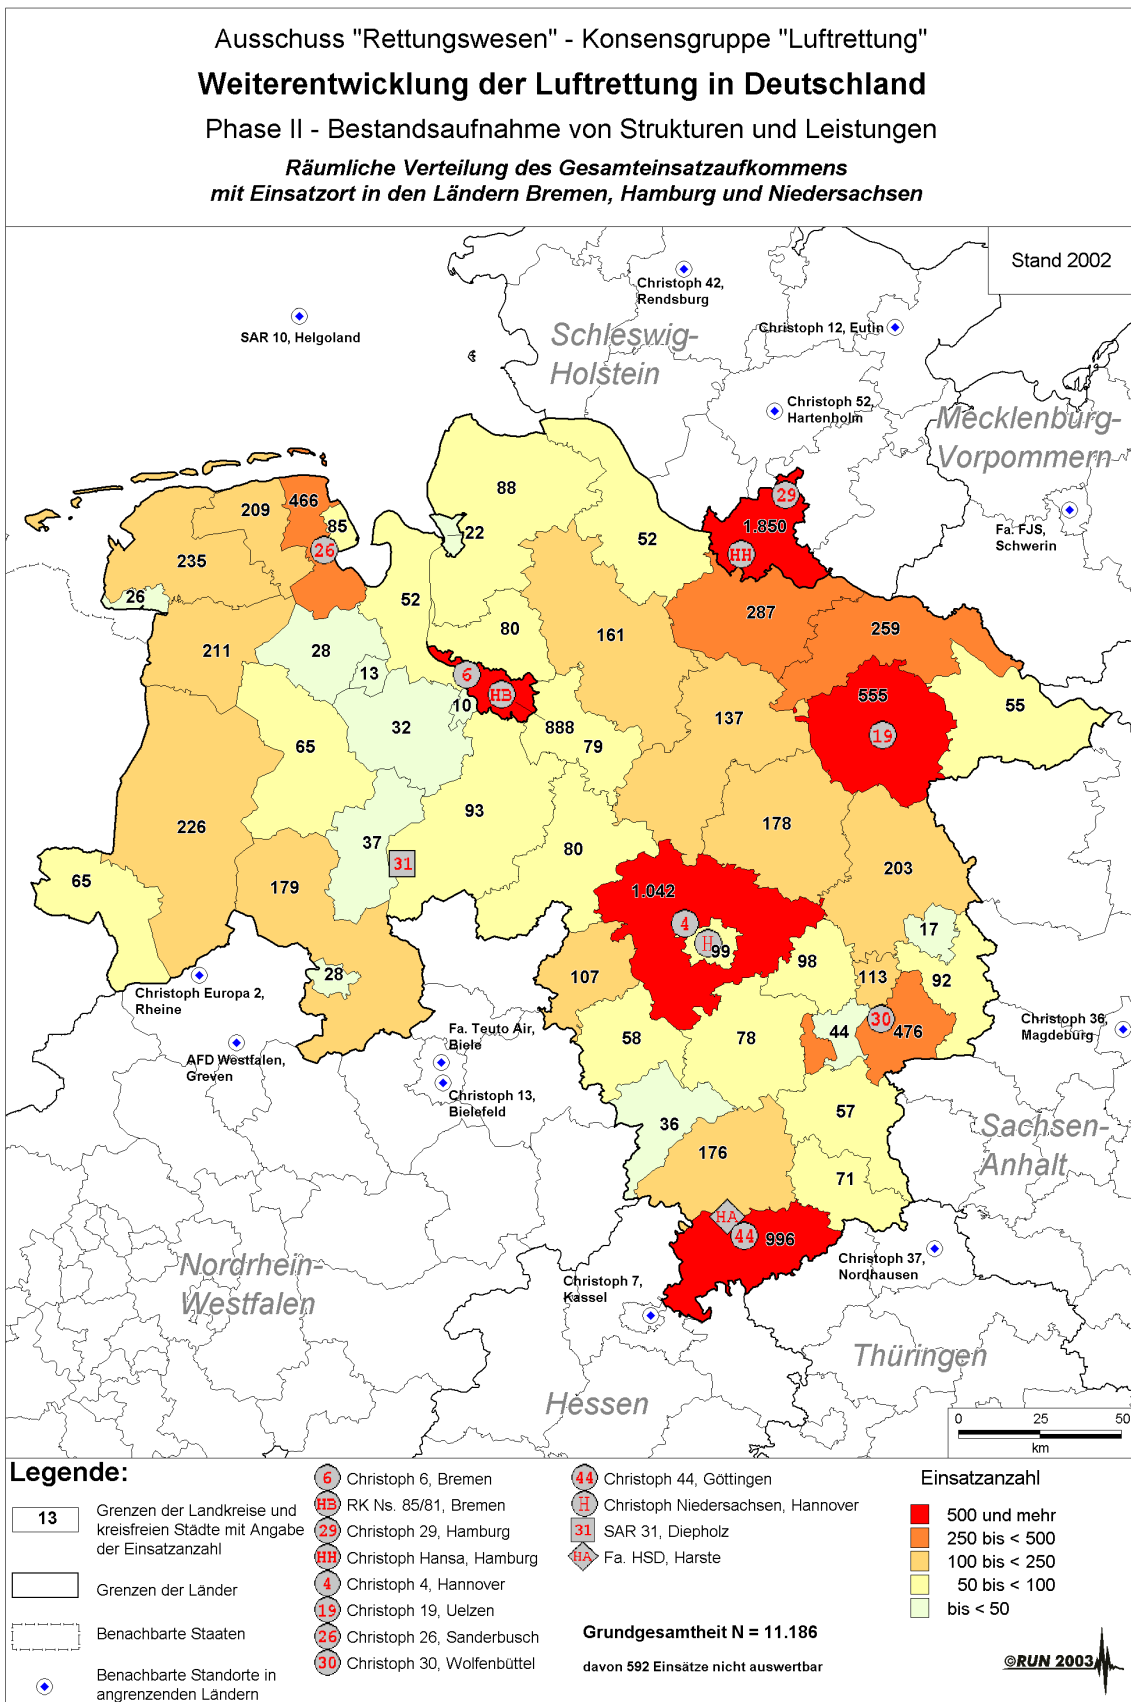 Ausschuss "Rettungswesen" - Konsensgruppe "Luftrettung"
Weiterentwicklung der Luftrettung in Deutschland
Phase II - Bestandsaufnahme von Strukturen und Leistungen
Räumliche Verteilung des Gesamteinsatzaufkommens
mit Einsatzort in den Ländern Bremen, Hamburg und Niedersachsen
Stand 2002
Christoph 42,
Rendsburg
SAR 10, Helgoland
Schleswig-
Holstein
Christoph 12, Eutin
Christoph 52,
Hartenholm
Mecklenburg-
Vorpommern
Fa. FJS,
Schwerin
88
29
466
209
85
22
1.850
52
26
HH
235
26
52
287
80
161
259
211
28
13
6
HB
555
55
10
32
137
888
19
65
79
93
226
178
37
80
31
203
65
179
1.042
4
17
H
99
98
28
107
113
92
Christoph Europa 2,
Rheine
30
Christoph 36
Magdeburg
Fa. Teuto Air,
Biele
58
78
44
476
AFD Westfalen,
Greven
Christoph 13,
Bielefeld
57
36
Sachsen-
Anhalt
176
71
HA
44
996
Christoph 37,
Nordhausen
Nordrhein-
Westfalen
Christoph 7,
Kassel
Thüringen
Hessen
0 25 50
km
Legende:
13
Grenzen der Landkreise und
kreisfreien Städte mit Angabe
der Einsatzanzahl
Grenzen der Länder
Benachbarte Staaten
Benachbarte Standorte in
angrenzenden Ländern
6 Christoph 6, Bremen
HB RK Ns. 85/81, Bremen
29 Christoph 29, Hamburg
HH Christoph Hansa, Hamburg
4 Christoph 4, Hannover
19 Christoph 19, Uelzen
26 Christoph 26, Sanderbusch
30 Christoph 30, Wolfenbüttel
44 Christoph 44, Göttingen
H Christoph Niedersachsen, Hannover
31 SAR 31, Diepholz
HA Fa. HSD, Harste
Grundgesamtheit N = 11.186
davon 592 Einsätze nicht auswertbar
Einsatzanzahl
500 und mehr
250 bis < 500
100 bis < 250
50 bis < 100
bis < 50
©RUN 2003